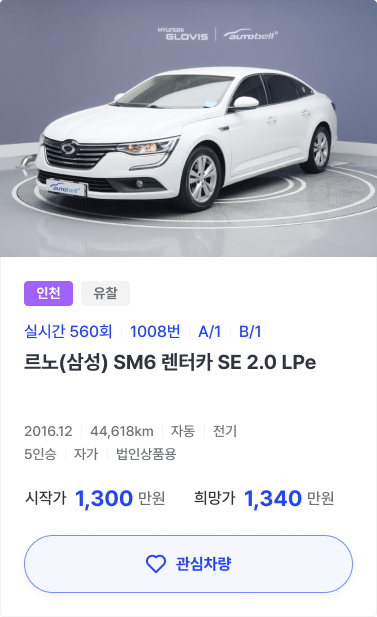 HYUNDAI
GLOVIS autobell
autobell
인천 유찰
실시간 560회 1008번 A/1 B/1
르노(삼성) SM6 렌터카 SE 2.0 LPe
2016.12 44,618km 자동 전기
5인승 자가 법인상품용
시작가 1,300 만원 희망가 1,340 만원
관심차량